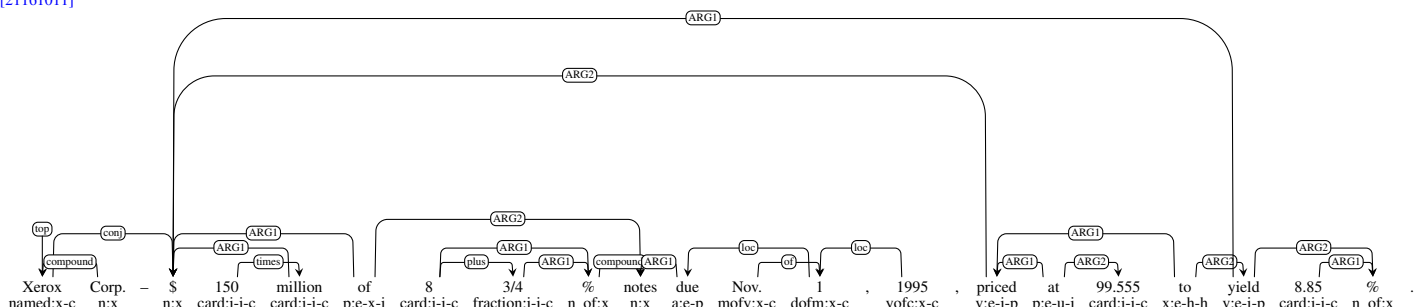 [21161011]
ARG1
ARG2
ARG2
top conj ARG1 ARG1
ARG1 ARG1 loc loc ARG2
compound times plus ARG1 compound ARG1 of ARG1 ARG2 ARG2 ARG1
Xerox Corp. – $ 150 million of 8 3/4 % notes due Nov. 1 , 1995 , priced at 99.555 to yield 8.85 % .
named:x-c n:x n:x card:i-i-c card:i-i-c p:e-x-i card:i-i-c fraction:i-i-c n_of:x n:x a:e-p mofy:x-c dofm:x-c yofc:x-c v:e-i-p p:e-u-i card:i-i-c x:e-h-h v:e-i-p card:i-i-c n_of:x